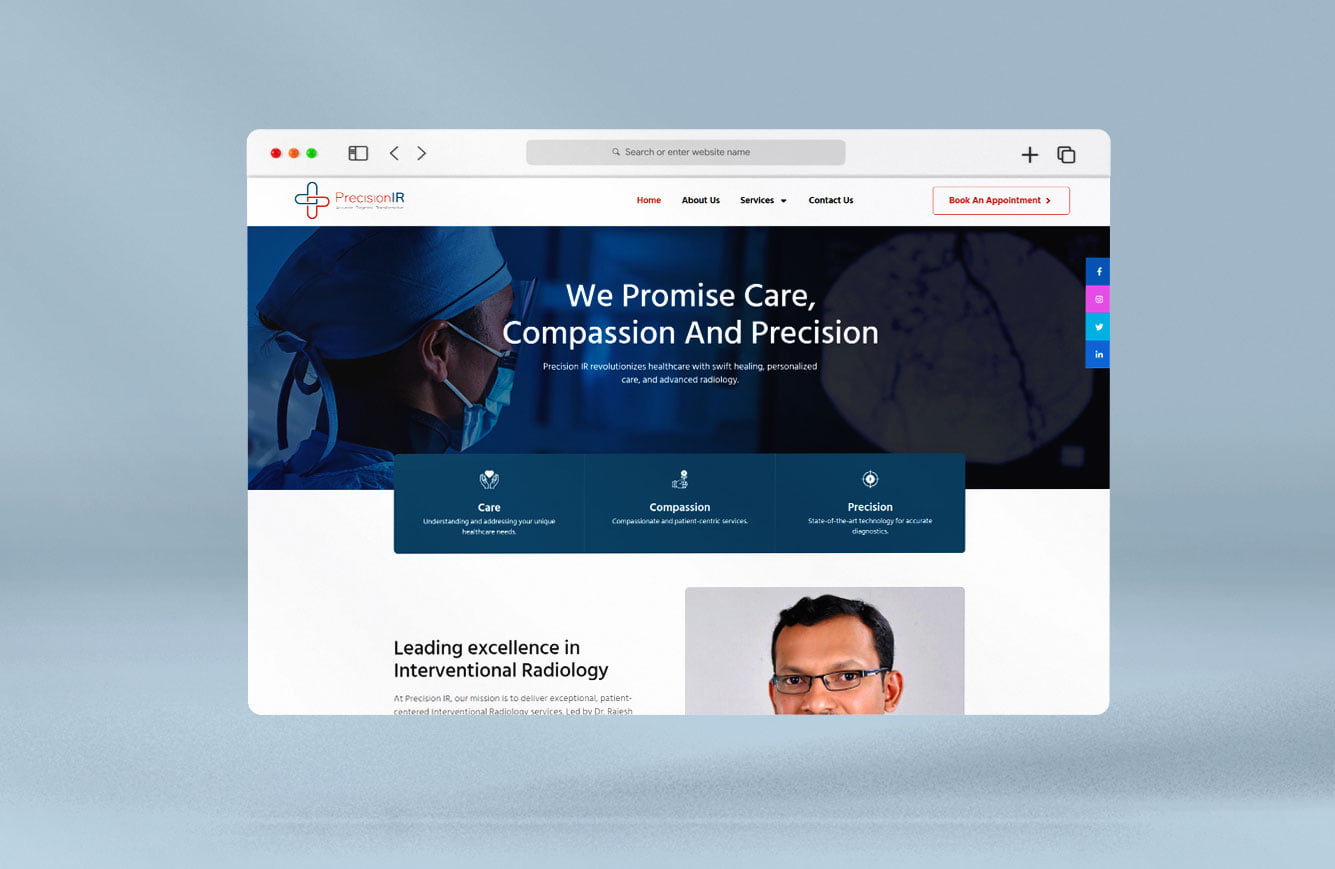 Search or enter website name
PrecisionIR
Home
About Us
Services
Contact Us
Book An Appointment
We Promise Care,
Compassion And Precision
Precision IR revolutionizes healthcare with swift healing, personalized
care, and advanced radiology.
Care
Understanding and addressing your unique
healthcare needs.
Compassion
Compassionate and patient-centric services.
Precision
State-of-the-art technology for accurate
diagnostics.
Leading excellence in
Interventional Radiology
At Precision IR, our mission is to deliver exceptional, patient-
centered Interventional Radiology services. Led by Dr. Rajesh